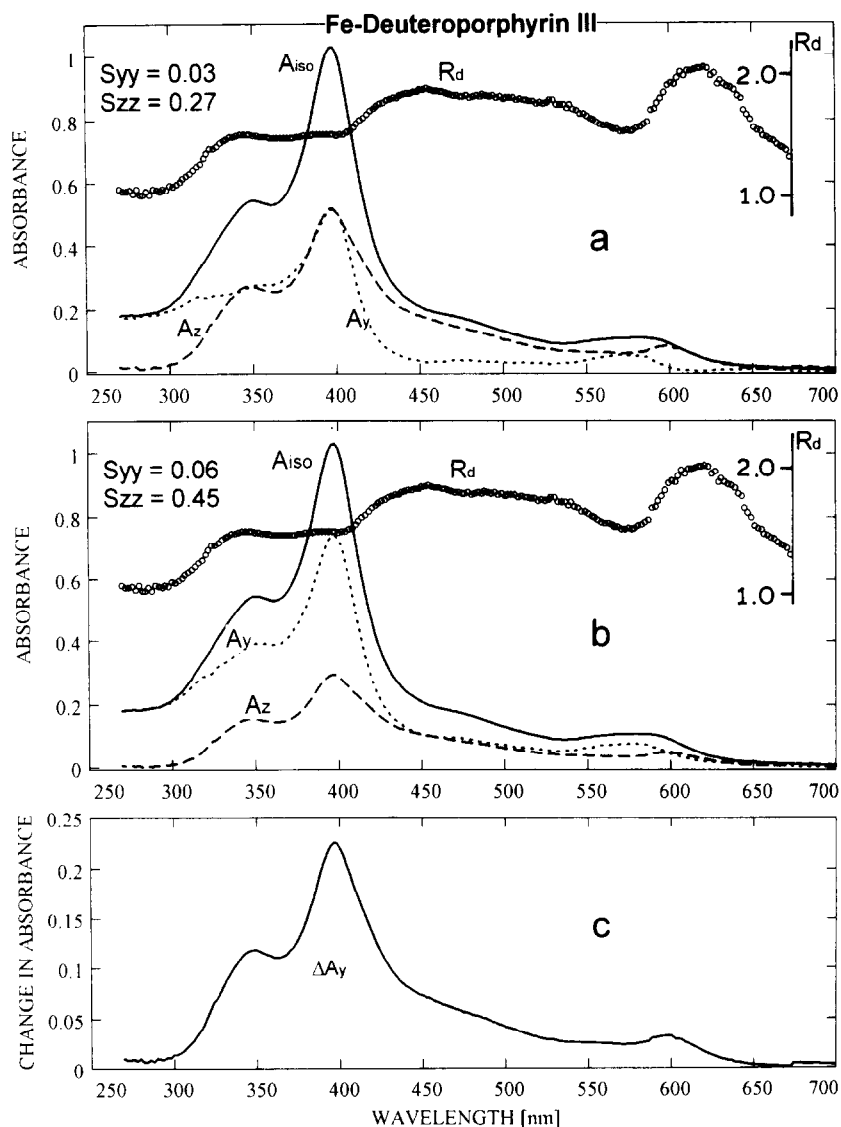 Fe-Deuteroporphyrin III
Syy = 0.03
Szz = 0.27
Aiso
Rd
Rd
2.0
1.0
a
Az
Ay
ABSORBANCE
1
0.8
0.6
0.4
0.2
0
250 300 350 400 450 500 550 600 650 700
Syy = 0.06
Szz = 0.45
Aiso
Rd
Rd
2.0
1.0
b
Ay
Az
ABSORBANCE
1
0.8
0.6
0.4
0.2
0
250 300 350 400 450 500 550 600 650 700
CHANGE IN ABSORBANCE
0.25
0.2
0.15
0.1
0.05
0
c
ΔAy
250 300 350 400 450 500 550 600 650 700
WAVELENGTH [nm]